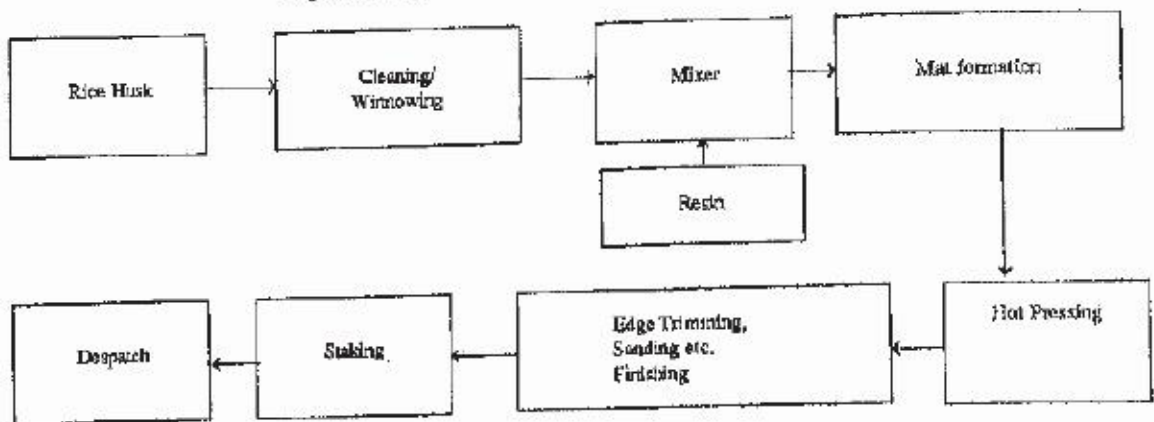 Rice Husk
Cleaning/
Winnowing
Mixer
Mat formation
Resin
Hot Pressing
Edge Trimming,
Sanding etc.
Finishing
Staking
Despatch